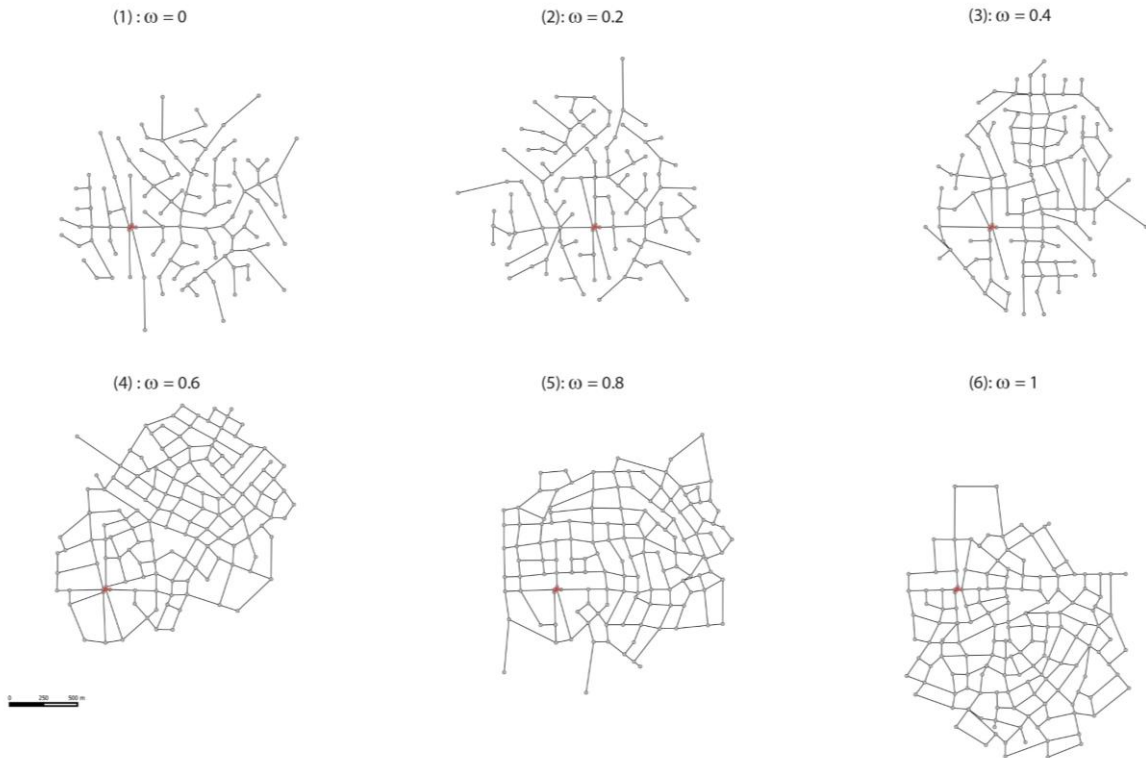 (1) : ω = 0
(2) : ω = 0.2
(3) : ω = 0.4
(4) : ω = 0.6
(5): ω = 0.8
(6): ω = 1
0 250 500 m